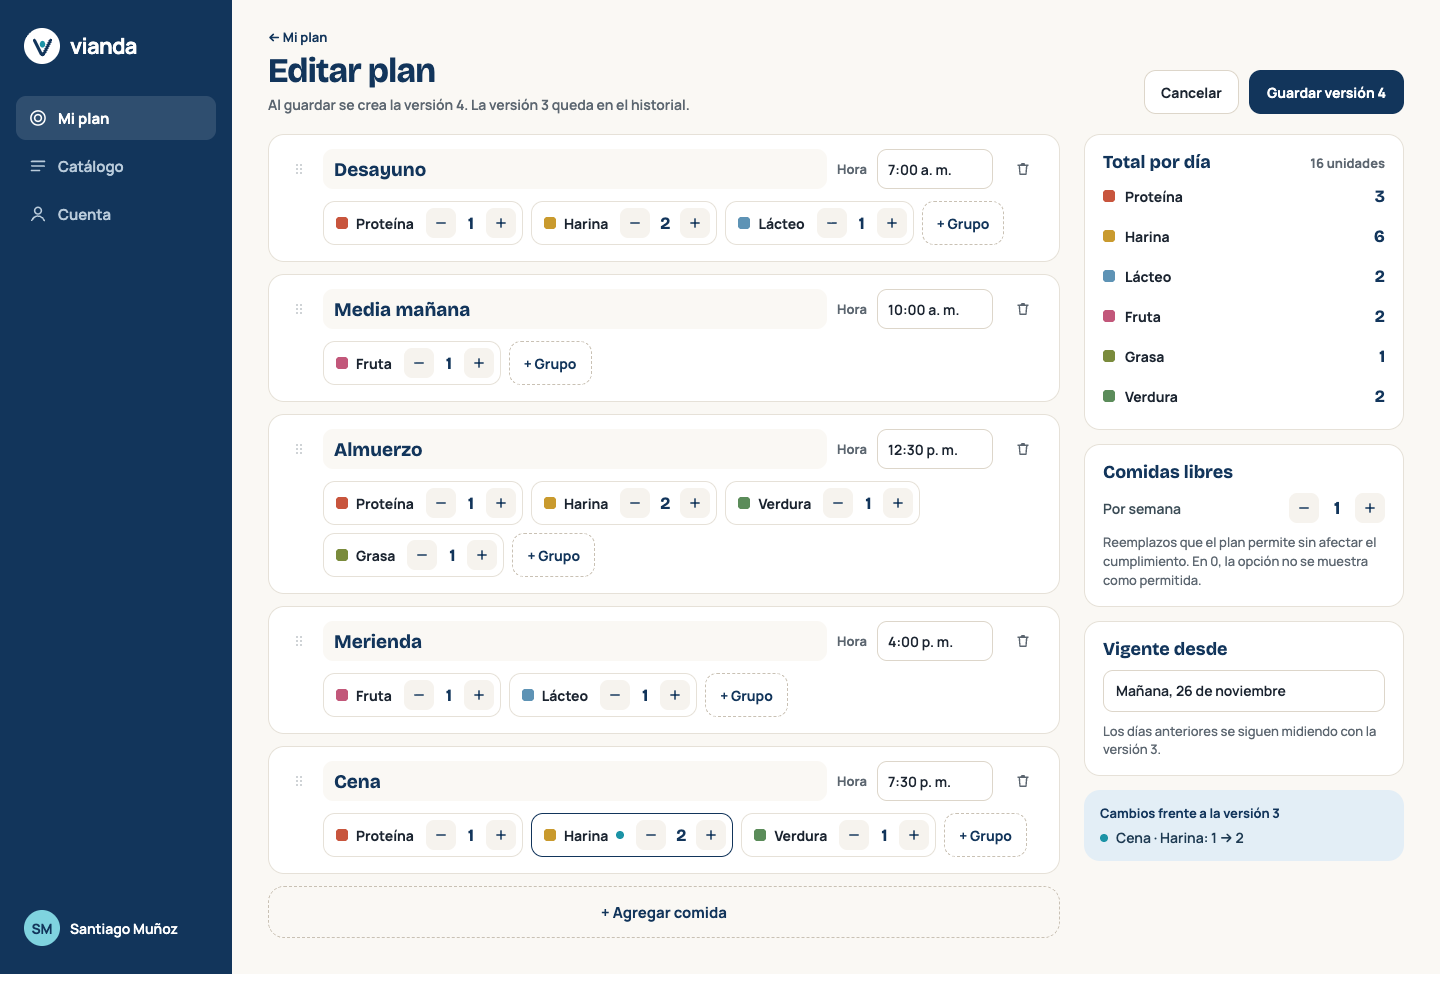 vianda
Mi plan
Catálogo
Cuenta
SM Santiago Muñoz
← Mi plan
Editar plan
Al guardar se crea la versión 4. La versión 3 queda en el historial.
Cancelar
Guardar versión 4
Desayuno Hora 7:00 a. m.
Proteína − 1 + Harina − 2 + Lácteo − 1 + + Grupo
Media mañana Hora 10:00 a. m.
Fruta − 1 + + Grupo
Almuerzo Hora 12:30 p. m.
Proteína − 1 + Harina − 2 + Verdura − 1 +
Grasa − 1 + + Grupo
Merienda Hora 4:00 p. m.
Fruta − 1 + Lácteo − 1 + + Grupo
Cena Hora 7:30 p. m.
Proteína − 1 + Harina − 2 + Verdura − 1 + + Grupo
+ Agregar comida
Total por día 16 unidades
Proteína 3
Harina 6
Lácteo 2
Fruta 2
Grasa 1
Verdura 2
Comidas libres
Por semana − 1 +
Reemplazos que el plan permite sin afectar el
cumplimiento. En 0, la opción no se muestra
como permitida.
Vigente desde
Mañana, 26 de noviembre
Los días anteriores se siguen midiendo con la
versión 3.
Cambios frente a la versión 3
Cena · Harina: 1 → 2